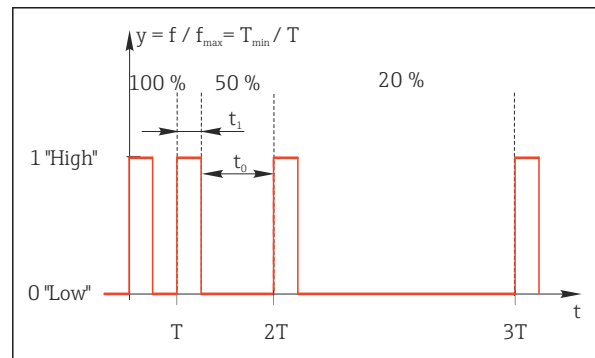 y = f / fmax= Tmin / T
100 % 50 % 20 %
t1
1 "High"
t0
0 "Low"
t
T 2T 3T